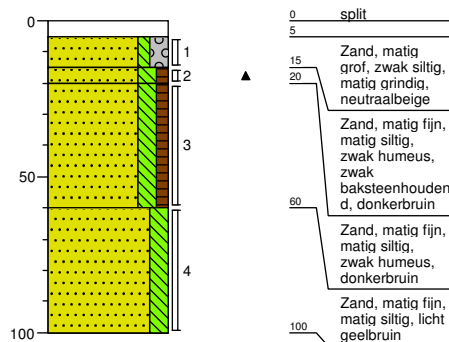 0
50
100
1
2
3
4
0 split
5
15 Zand, matig
grof, zwak siltig,
matig grindig,
neutraalbeige
20
Zand, matig fijn,
matig siltig,
zwak humeus,
zwak
baksteenhouden
d, donkerbruin
60
Zand, matig fijn,
matig siltig,
zwak humeus,
donkerbruin
100
Zand, matig fijn,
matig siltig, licht
geelbruin